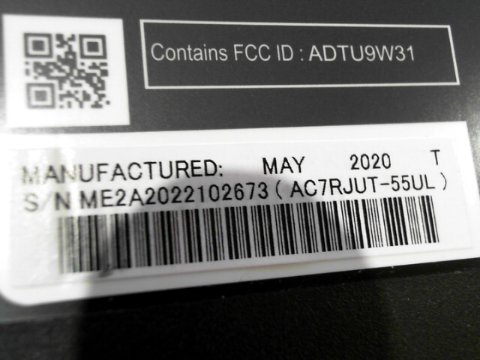 Contains FCC ID : ADTU9W31
MANUFACTURED: MAY 2020 T
S/N ME2A2022102673 ( AC7RJUT-55UL )